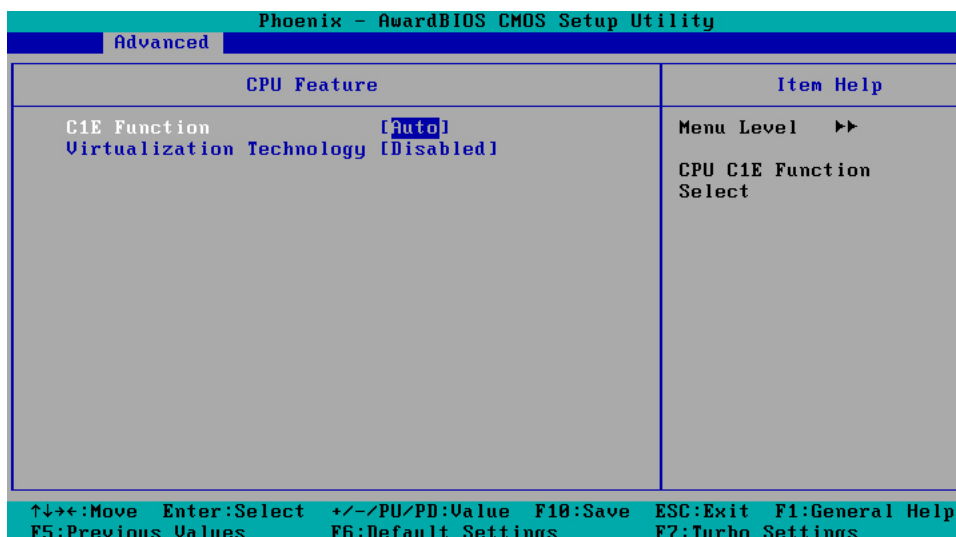 Phoenix - AwardBIOS CMOS Setup Utility
Advanced
CPU Feature
Item Help
C1E Function [Auto]
Virtualization Technology [Disabled]
Menu Level ▶▶
CPU C1E Function
Select
↑↓→←:Move Enter:Select +/-/PU/PD:Value F10:Save ESC:Exit F1:General Help
F5:Previous Values F6:Default Settings F7:Turbo Settings